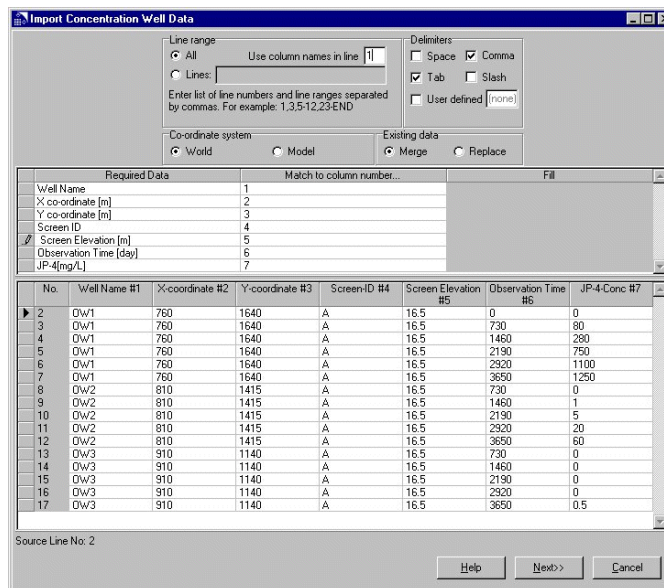 Import Concentration Well Data
Line range
All
Use column names in line 1
Lines:
Enter list of line numbers and line ranges separated
by commas. For example: 1,3,5-12,23-END
Delimiters
Space Comma
Tab Slash
User defined (none)
Co-ordinate system
World Model
Existing data
Merge Replace
Required Data Match to column number... Fill
Well Name 1
X co-ordinate [m] 2
Y co-ordinate [m] 3
Screen ID 4
Screen Elevation [m] 5
Observation Time [day] 6
JP-4[mg/L] 7
No. Well Name #1 X-coordinate #2 Y-coordinate #3 Screen-ID #4 Screen Elevation #5 Observation Time #6 JP-4-Conc #7
2 OW1 760 1640 A 16.5 0 0
3 OW1 760 1640 A 16.5 730 80
4 OW1 760 1640 A 16.5 1460 280
5 OW1 760 1640 A 16.5 2190 750
6 OW1 760 1640 A 16.5 2920 1100
7 OW1 760 1640 A 16.5 3650 1250
8 OW2 810 1415 A 16.5 730 0
9 OW2 810 1415 A 16.5 1460 1
10 OW2 810 1415 A 16.5 2190 5
11 OW2 810 1415 A 16.5 2920 20
12 OW2 810 1415 A 16.5 3650 60
13 OW3 910 1140 A 16.5 730 0
14 OW3 910 1140 A 16.5 1460 0
15 OW3 910 1140 A 16.5 2190 0
16 OW3 910 1140 A 16.5 2920 0
17 OW3 910 1140 A 16.5 3650 0.5
Source Line No: 2
Help Next>> Cancel